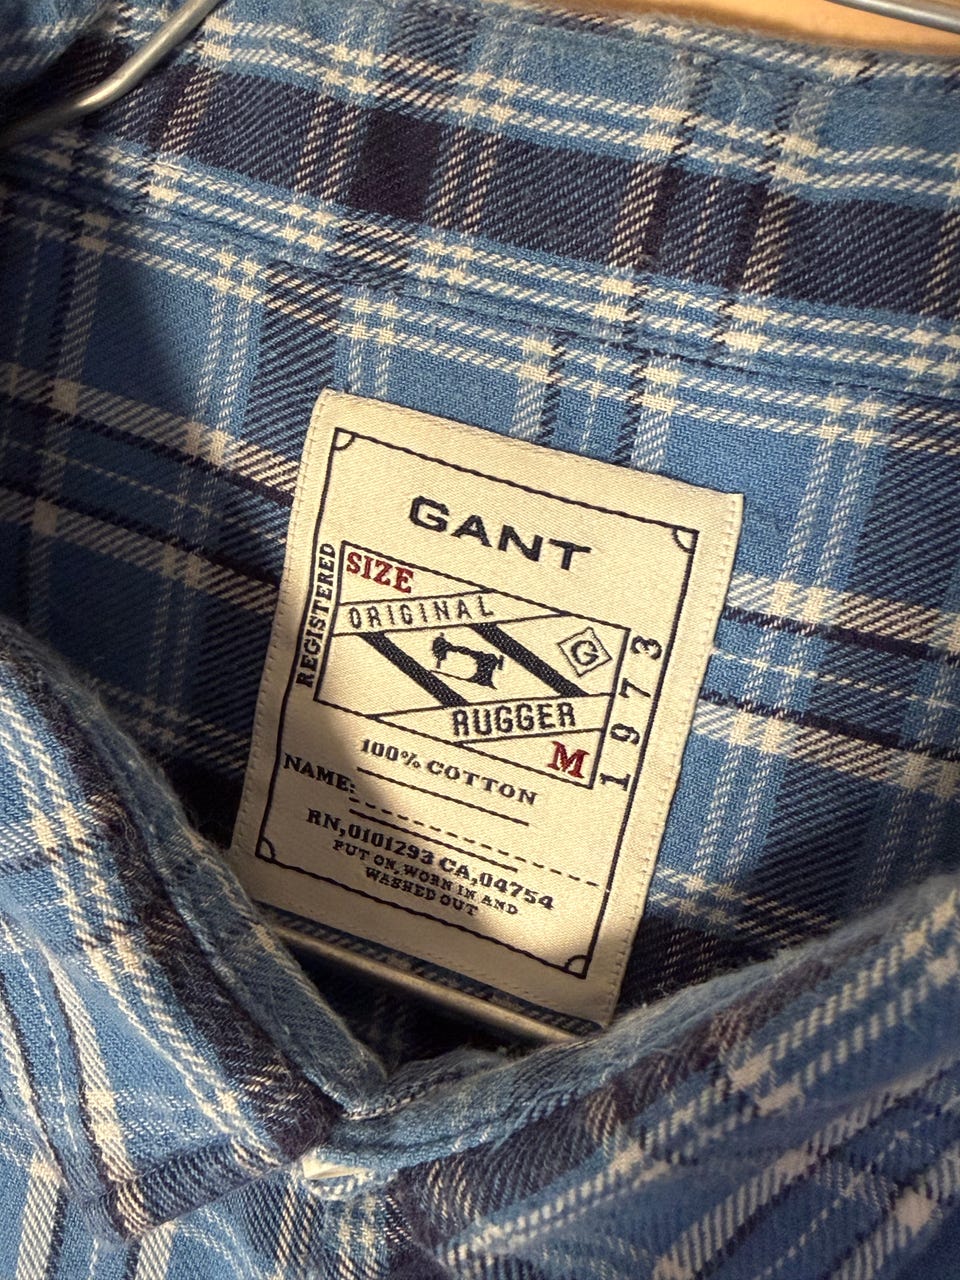 GANT
REGISTERED
SIZE
ORIGINAL
G
RUGGER
M
1973
100% COTTON
NAME:
RN,0101293 CA,04754
PUT ON, WORN IN AND
WASHED OUT